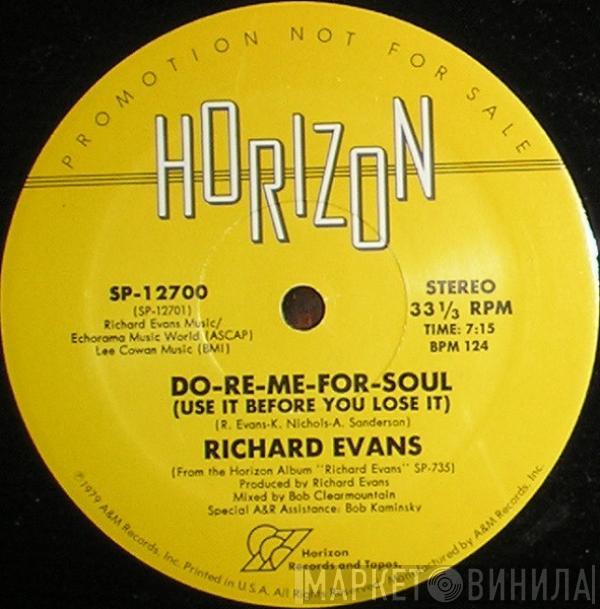 PROMOTION NOT FOR SALE
HORIZON
SP-12700
(SP-12701)
Richard Evans Music/
Echorama Music World (ASCAP)
Lee Cowan Music (BMI)
STEREO
33 1/3 RPM
TIME: 7:15
BPM 124
DO-RE-ME-FOR-SOUL
(USE IT BEFORE YOU LOSE IT)
(R. Evans-K. Nichols-A. Sanderson)
RICHARD EVANS
(From the Horizon Album "Richard Evans" SP-735)
Produced by Richard Evans
Mixed by Bob Clearmountain
Special A&R Assistance: Bob Kaminsky
Horizon
Records and Tapes.
℗1979 A&M Records, Inc. Printed in U.S.A. All Rights Reserved. Manufactured by A&M Records, Inc.
МАРКЕТ ВИНИЛА